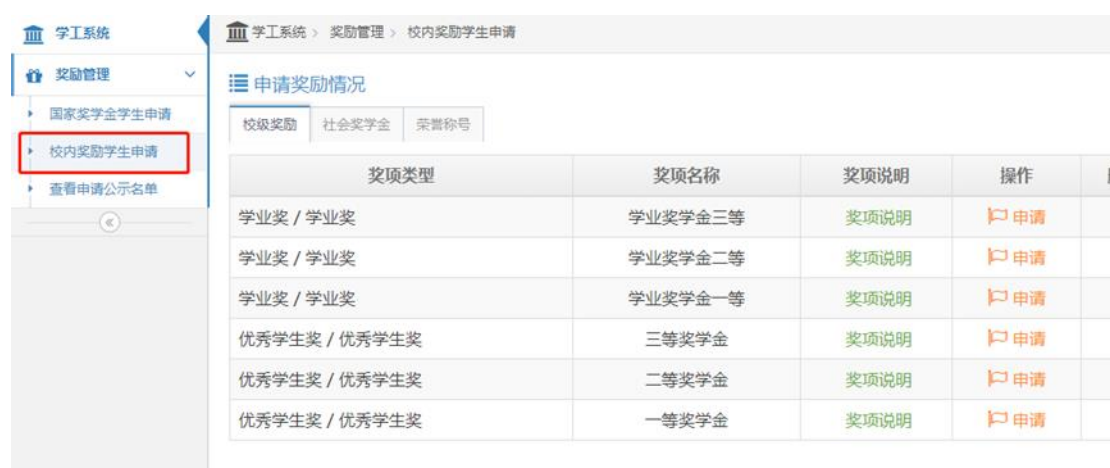 学工系统
奖励管理
国家奖学金学生申请
校内奖励学生申请
查看申请公示名单
学工系统 > 奖励管理 > 校内奖励学生申请
申请奖励情况
校级奖励 社会奖学金 荣誉称号
奖项类型 奖项名称 奖项说明 操作
学业奖 / 学业奖 学业奖学金三等 奖项说明 申请
学业奖 / 学业奖 学业奖学金二等 奖项说明 申请
学业奖 / 学业奖 学业奖学金一等 奖项说明 申请
优秀学生奖 / 优秀学生奖 三等奖学金 奖项说明 申请
优秀学生奖 / 优秀学生奖 二等奖学金 奖项说明 申请
优秀学生奖 / 优秀学生奖 一等奖学金 奖项说明 申请